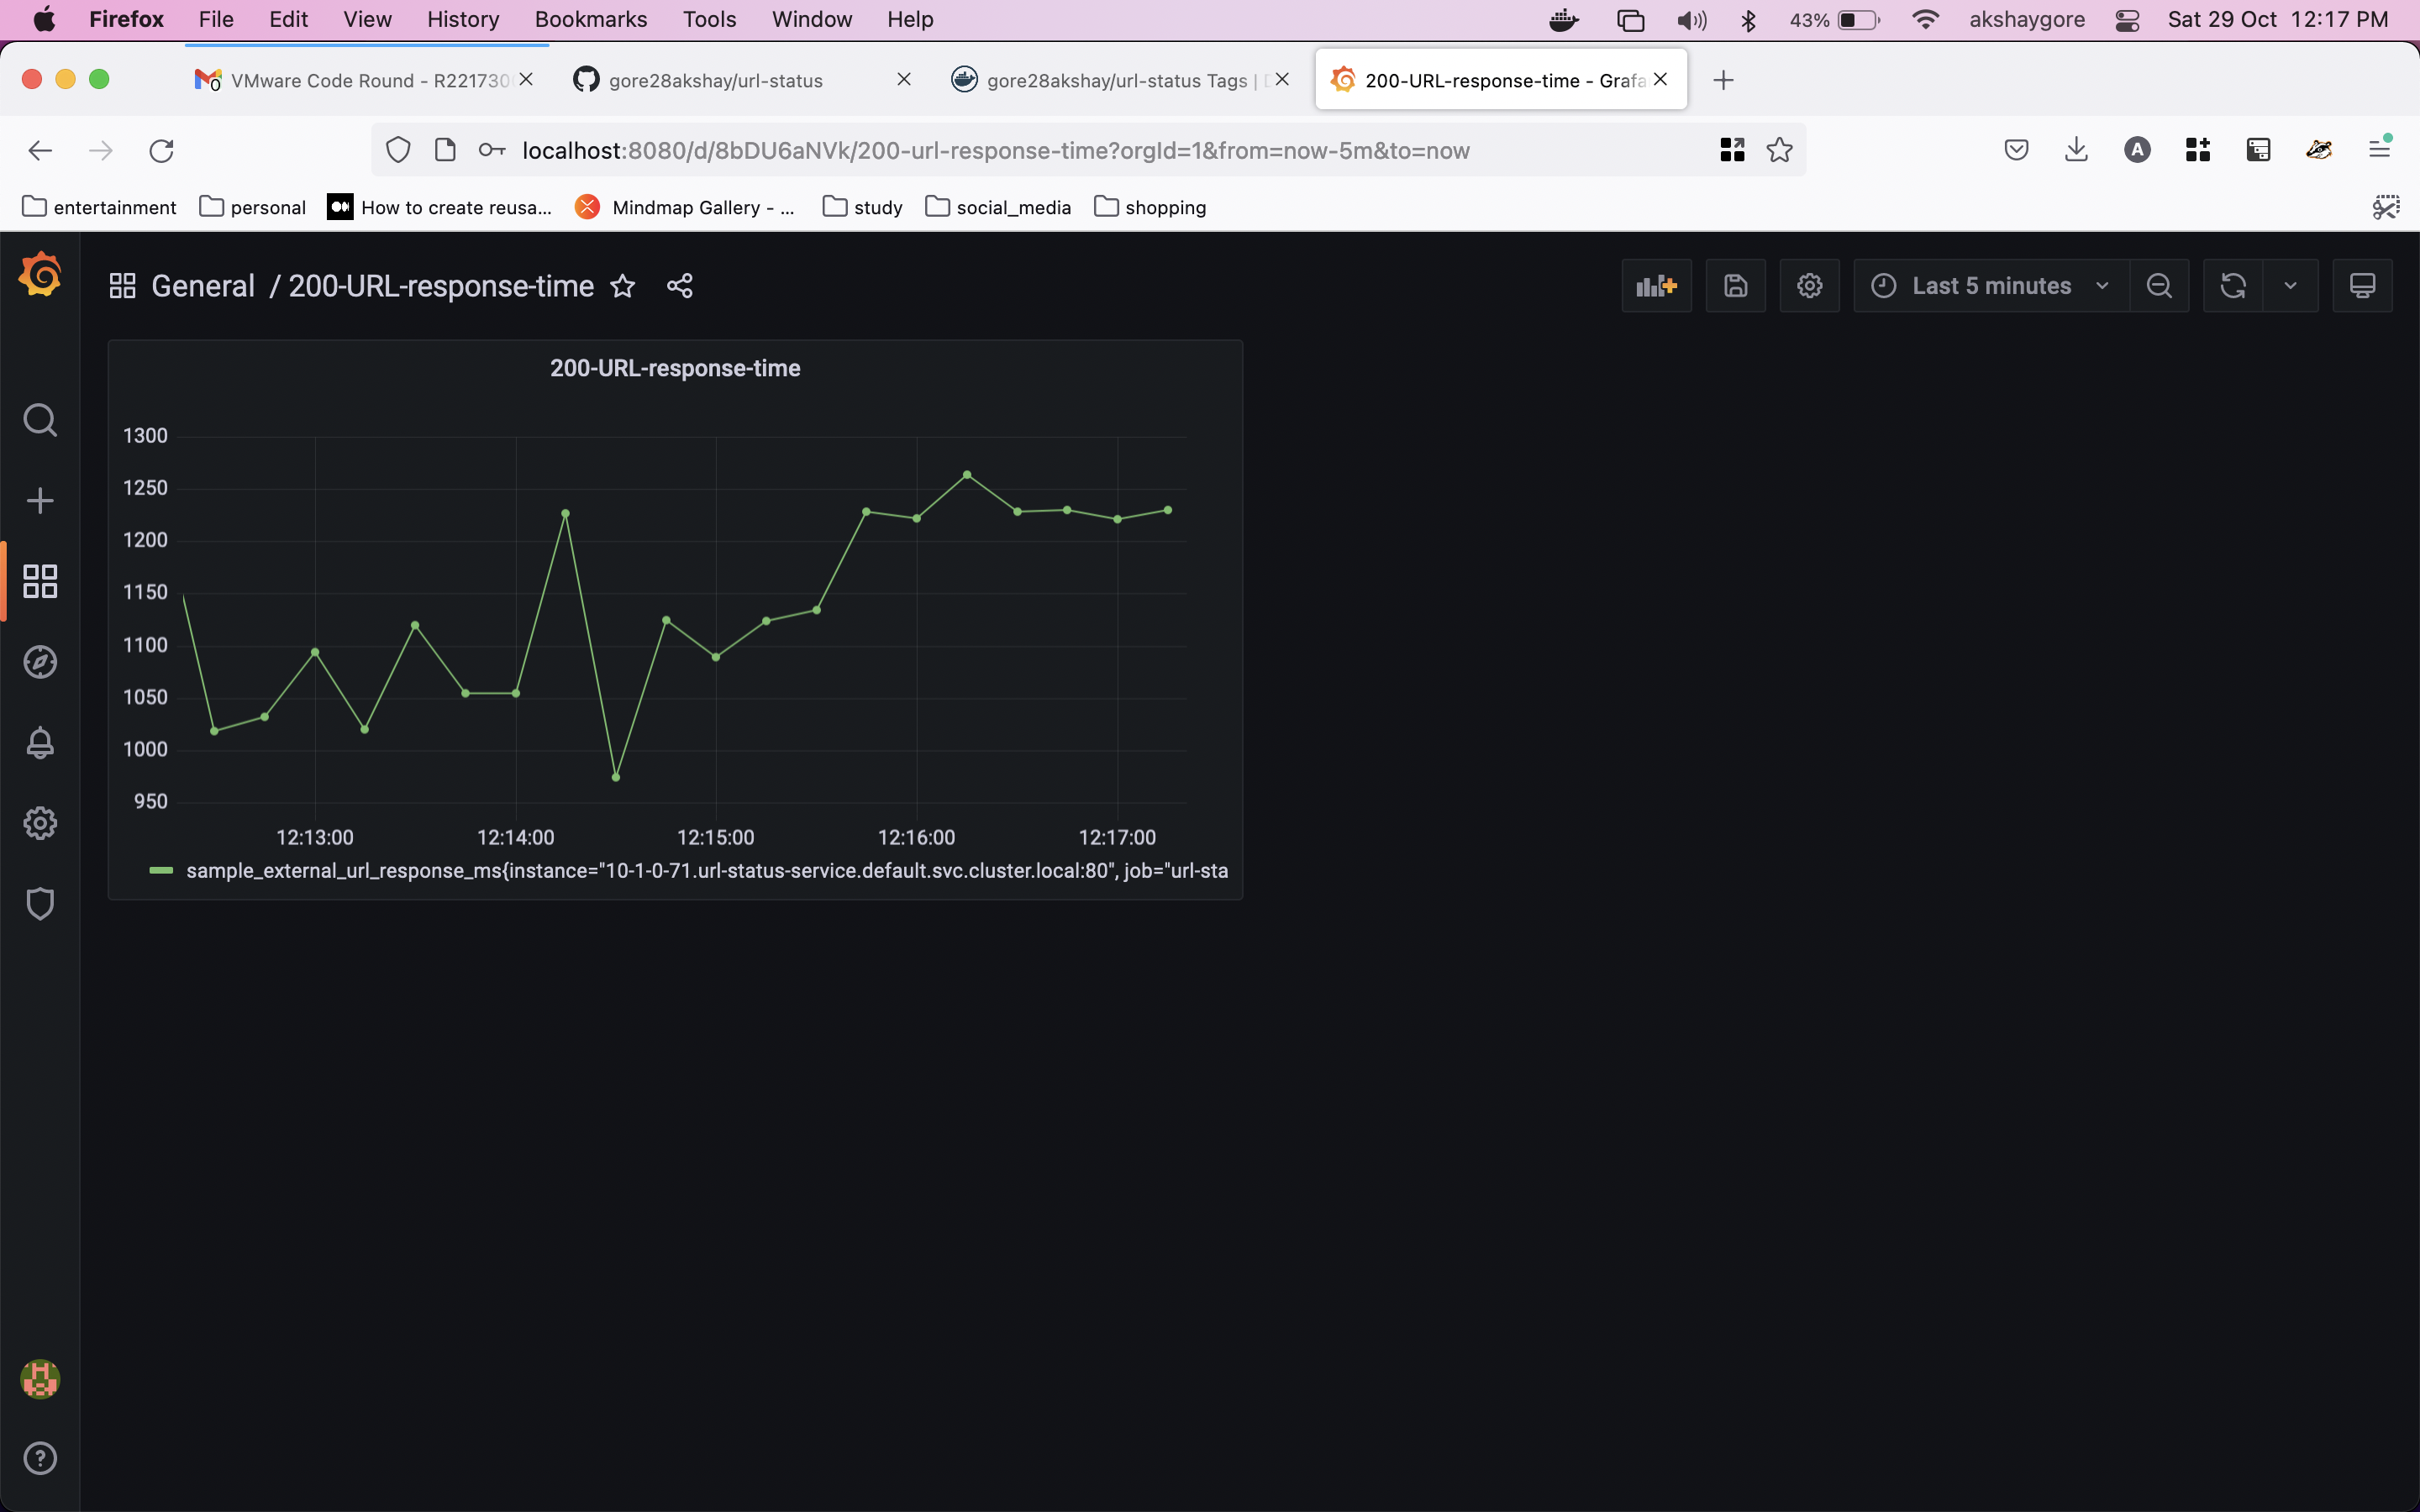 Firefox File Edit View History Bookmarks Tools Window Help 43% akshaygore Sat 29 Oct 12:17 PM
VMware Code Round - R221730 gore28akshay/url-status gore28akshay/url-status Tags | 200-URL-response-time - Grafa
localhost:8080/d/8bDU6aNVk/200-url-response-time?orgId=1&from=now-5m&to=now A
entertainment personal How to create reusa... Mindmap Gallery - ... study social_media shopping
General / 200-URL-response-time Last 5 minutes
200-URL-response-time
1300
1250
1200
1150
1100
1050
1000
950
12:13:00 12:14:00 12:15:00 12:16:00 12:17:00
sample_external_url_response_ms{instance="10-1-0-71.url-status-service.default.svc.cluster.local:80", job="url-sta